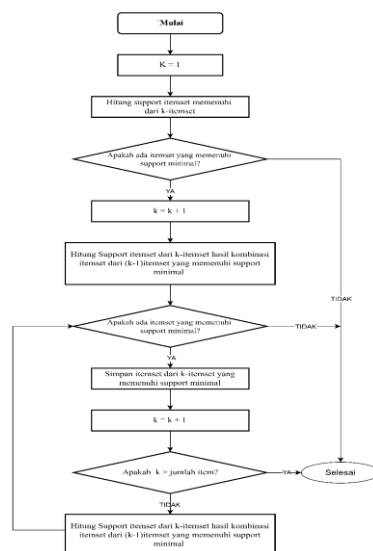 `Mulai
K = 1
Hitung support itemset memenuhi
dari k-itemset
Apakah ada itemset yang memenuhi
support minimal?
YA
k = k + 1
Hitung Support itemset dari k-itemset hasil kombinasi
itemset dari (k-1)itemset yang memenuhi support
minimal
TIDAK
Apakah ada itemset yang memenuhi
support minimal?
TIDAK
YA
Simpan itemset dari k-itemset yang
memenuhi support minimal
k = k + 1
Apakah k > jumlah item?
YA
Selesai
TIDAK
Hitung Support itemset dari k-itemset hasil kombinasi
itemset dari (k-1)itemset yang memenuhi support
minimal